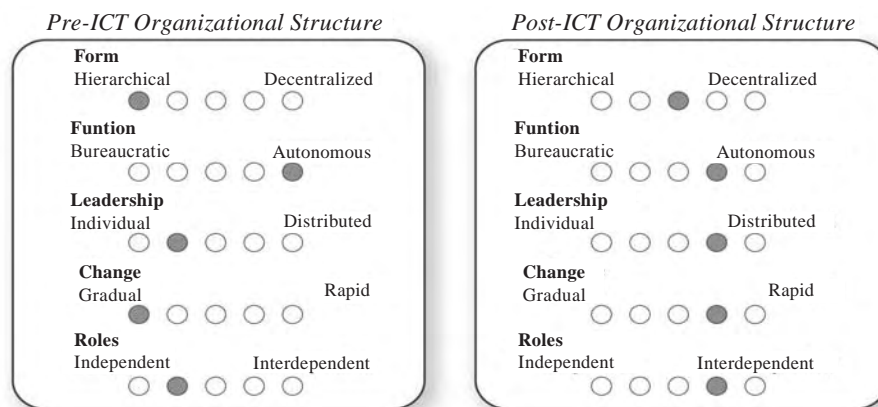 Pre-ICT Organizational Structure
Form
Hierarchical Decentralized
Funtion
Bureaucratic Autonomous
Leadership
Individual Distributed
Change
Gradual Rapid
Roles
Independent Interdependent
Post-ICT Organizational Structure
Form
Hierarchical Decentralized
Funtion
Bureaucratic Autonomous
Leadership
Individual Distributed
Change
Gradual Rapid
Roles
Independent Interdependent